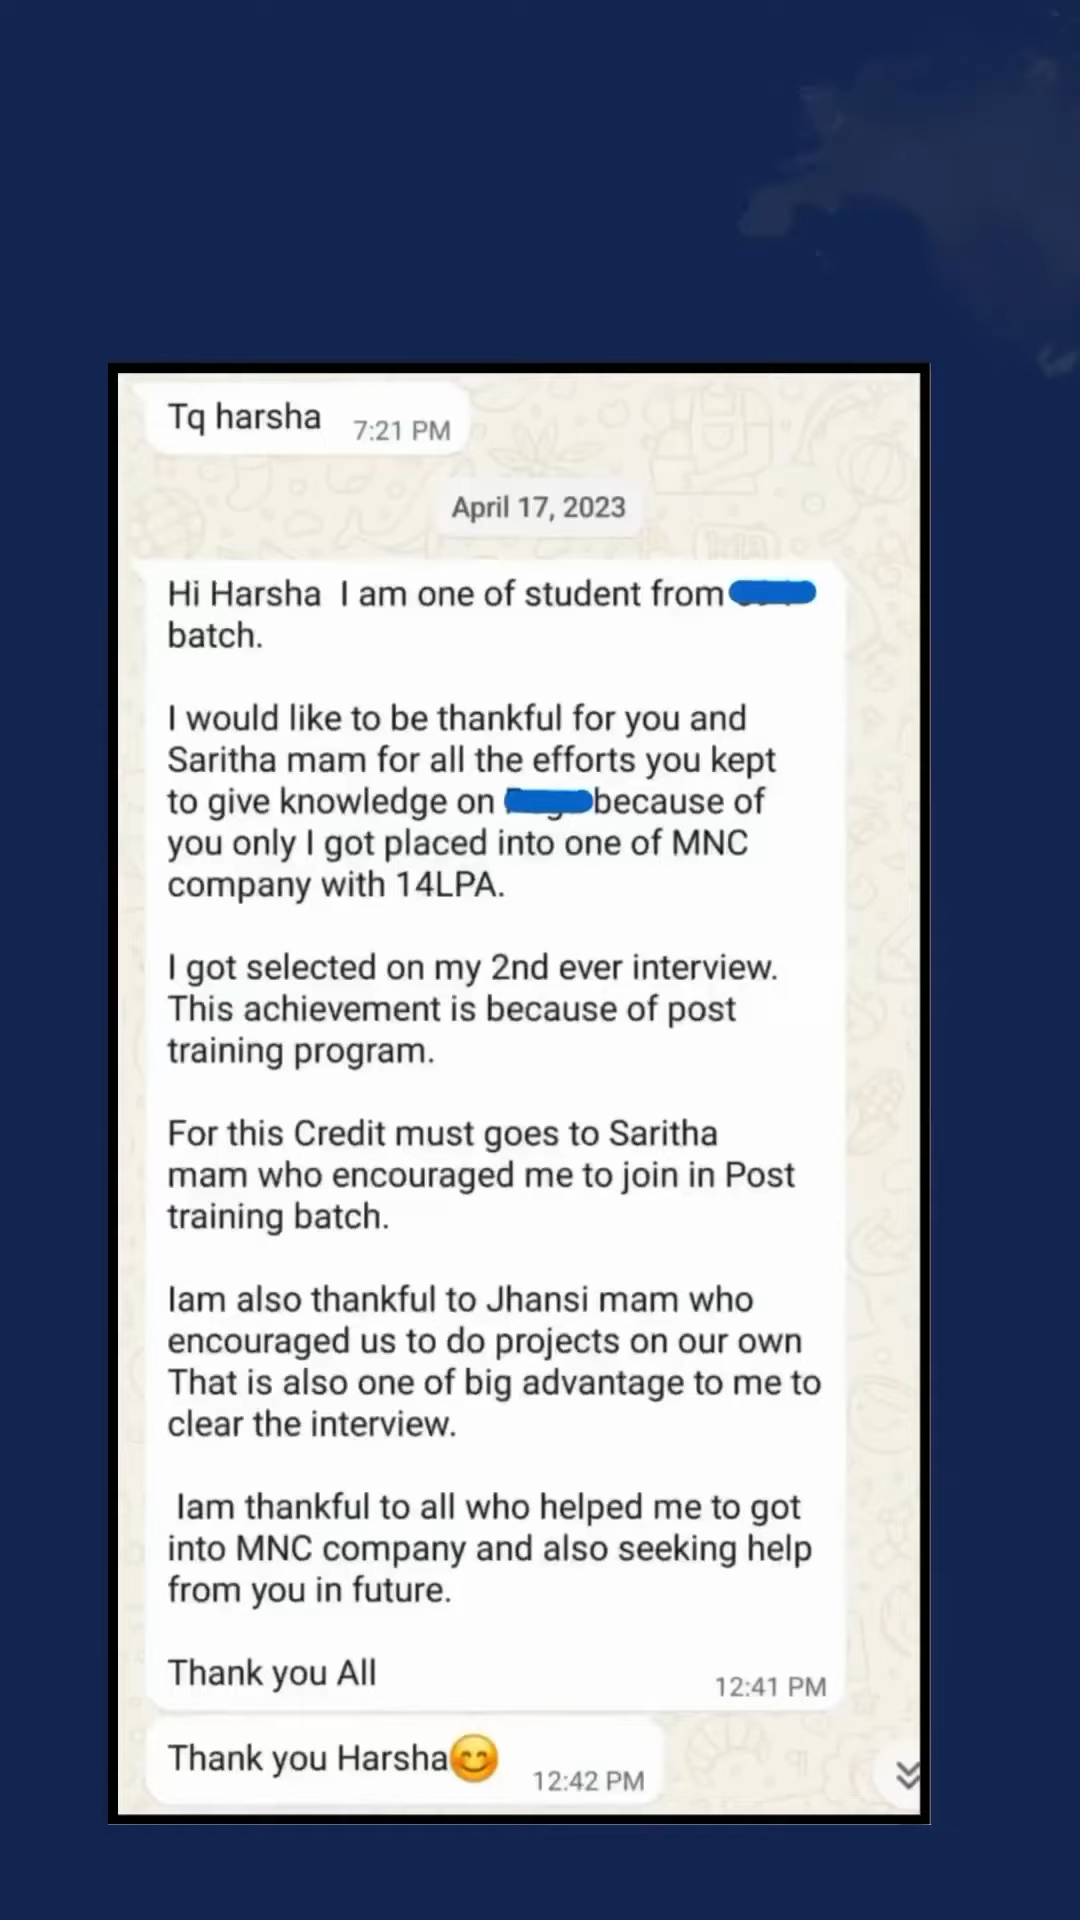 Tq harsha
7:21 PM
April 17, 2023
Hi Harsha  I am one of student from
batch.
I would like to be thankful for you and
Saritha mam for all the efforts you kept
to give knowledge on because of
you only I got placed into one of MNC
company with 14LPA.
I got selected on my 2nd ever interview.
This achievement is because of post
training program.
For this Credit must goes to Saritha
mam who encouraged me to join in Post
training batch.
Iam also thankful to Jhansi mam who
encouraged us to do projects on our own
That is also one of big advantage to me to
clear the interview.
Iam thankful to all who helped me to got
into MNC company and also seeking help
from you in future.
Thank you All
12:41 PM
Thank you Harsha😊
12:42 PM